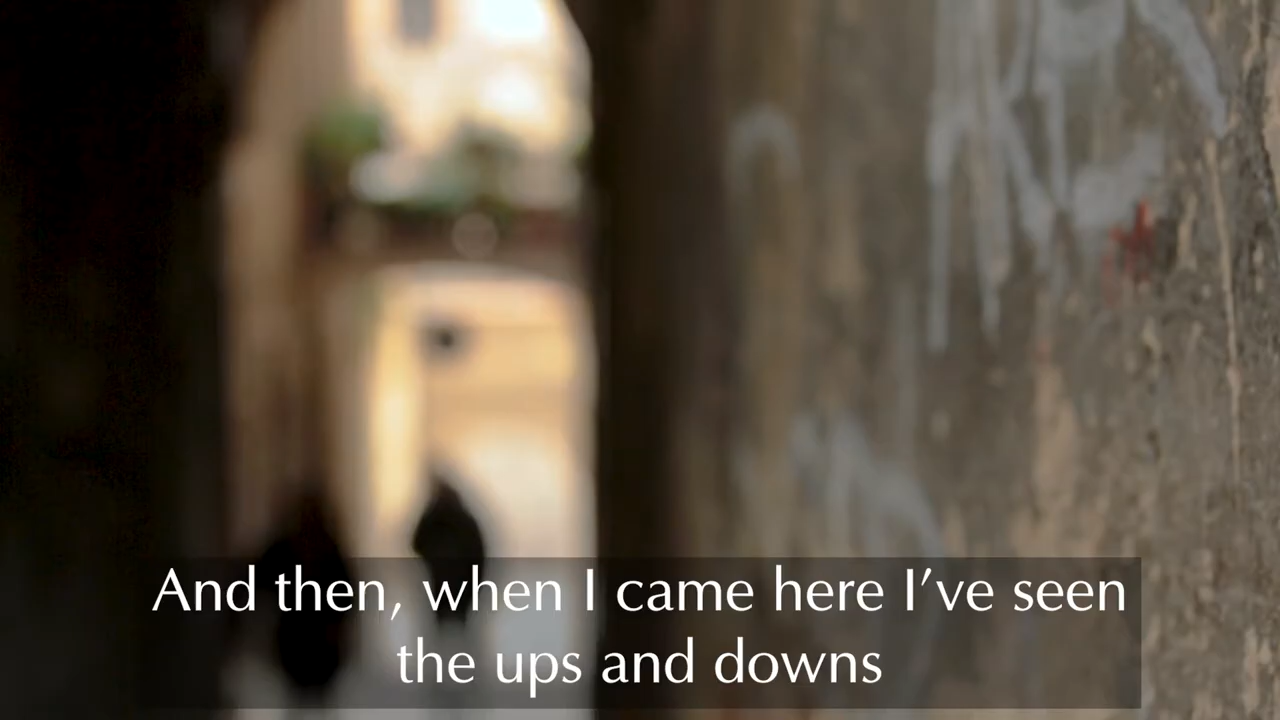 And then, when I came here I’ve seen
the ups and downs